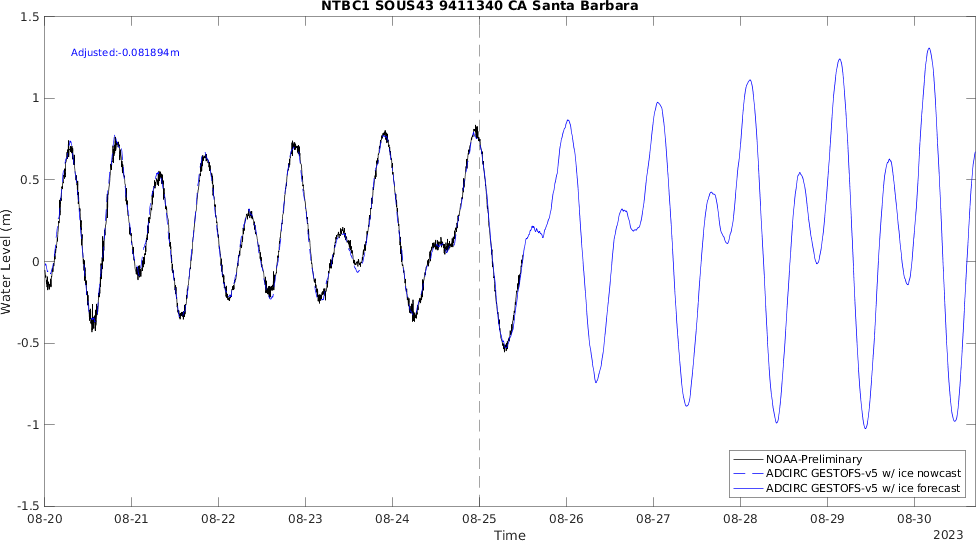 NTBC1 SOUS43 9411340 CA Santa Barbara
Adjusted:-0.081894m
1.5
1
0.5
0
-0.5
-1
-1.5
Water Level (m)
NOAA-Preliminary
ADCIRC GESTOFS-v5 w/ ice nowcast
ADCIRC GESTOFS-v5 w/ ice forecast
08-20 08-21 08-22 08-23 08-24 08-25 08-26 08-27 08-28 08-29 08-30
Time
2023